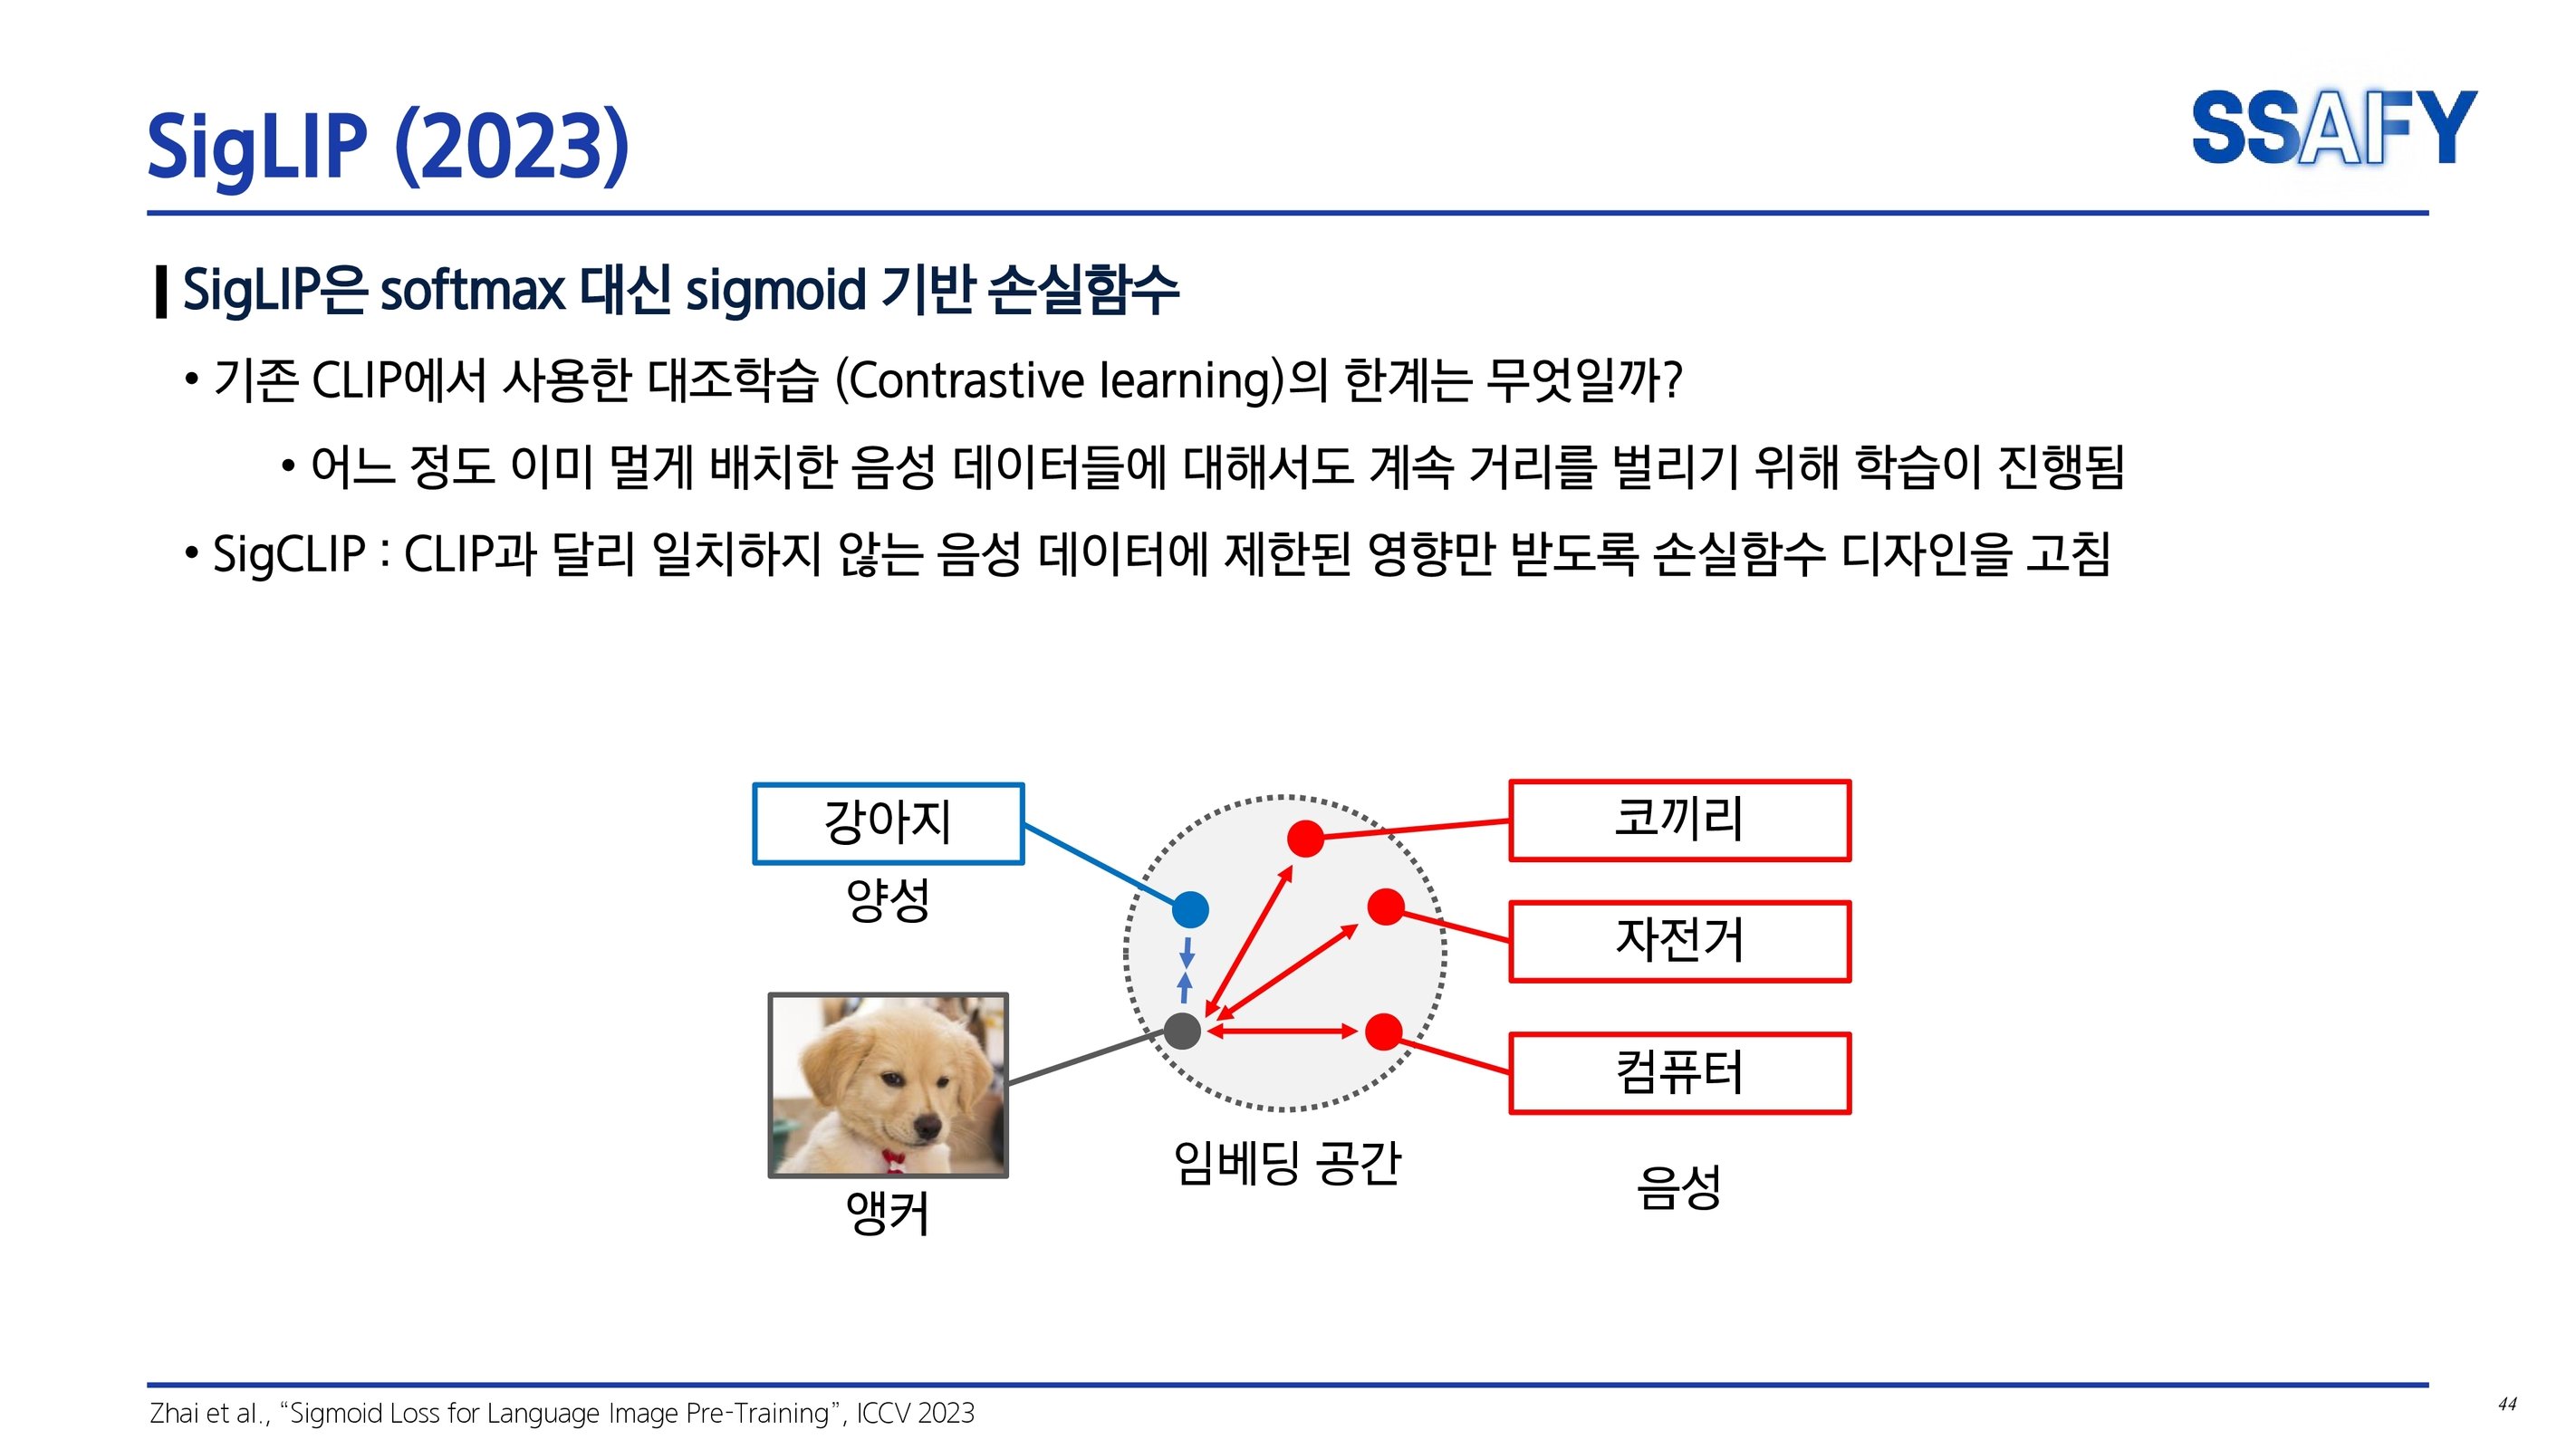 SigLIP (2023)
SSAFY
SigLIP은 softmax 대신 sigmoid 기반 손실함수
• 기존 CLIP에서 사용한 대조학습 (Contrastive learning)의 한계는 무엇일까?
• 어느 정도 이미 멀게 배치한 음성 데이터들에 대해서도 계속 거리를 벌리기 위해 학습이 진행됨
• SigCLIP : CLIP과 달리 일치하지 않는 음성 데이터에 제한된 영향만 받도록 손실함수 디자인을 고침
강아지
양성
앵커
임베딩 공간
코끼리
자전거
컴퓨터
음성
Zhai et al., “Sigmoid Loss for Language Image Pre-Training”, ICCV 2023
44